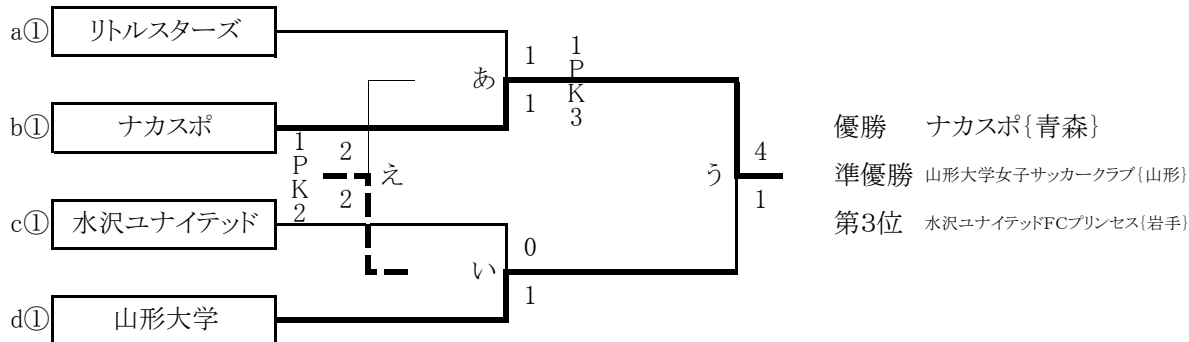 a① リトルスターズ
1
1PK3
あ
1
b① ナカスポ
1PK2
2
え
2
c① 水沢ユナイテッド
0
い
1
d① 山形大学
4
う
1
優勝 ナカスポ{青森}
準優勝 山形大学女子サッカークラブ{山形}
第3位 水沢ユナイテッドFCプリンセス{岩手}